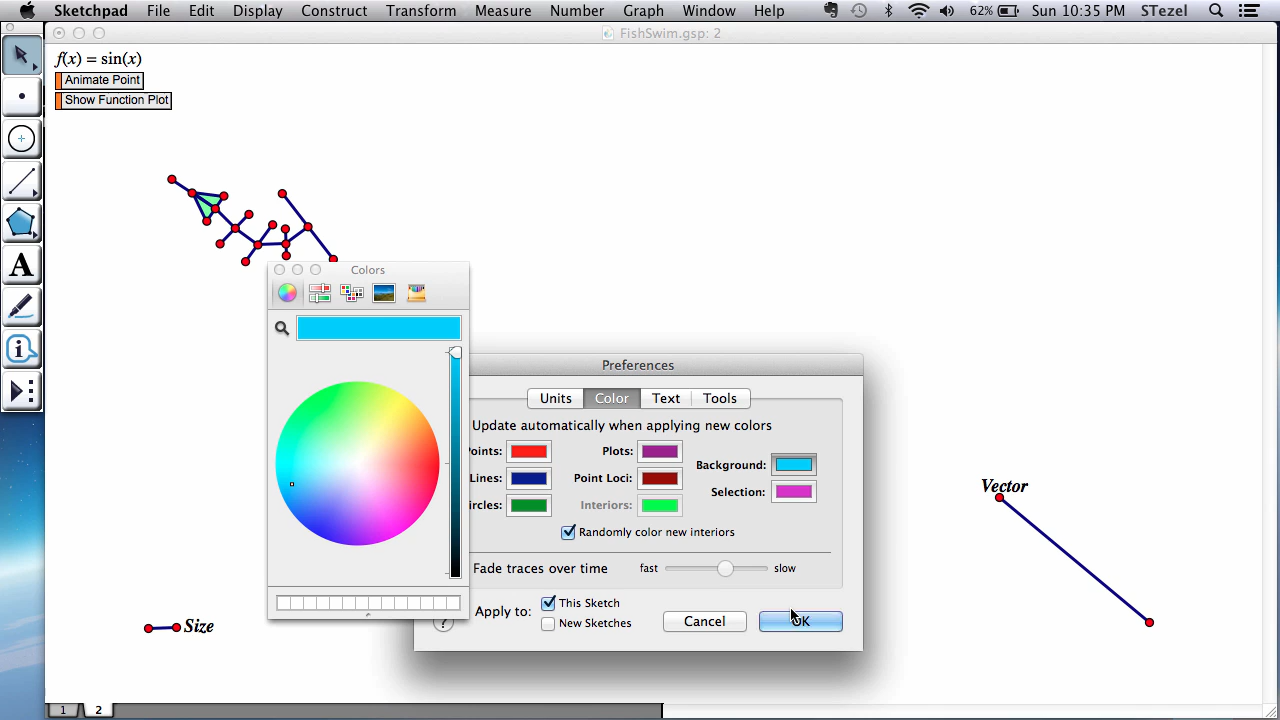 Sketchpad File Edit Display Construct Transform Measure Number Graph Window Help 62% Sun 10:35 PM STezel
FishSwim.gsp: 2
f(x) = sin(x)
Animate Point
Show Function Plot
A
Colors
Preferences
Units Color Text Tools
Update automatically when applying new colors
Points: Plots: Background:
Lines: Point Loci: Selection:
ircles: Interiors:
Randomly color new interiors
Fade traces over time fast slow
Apply to: This Sketch
New Sketches
? Cancel OK
Vector
Size
1 2